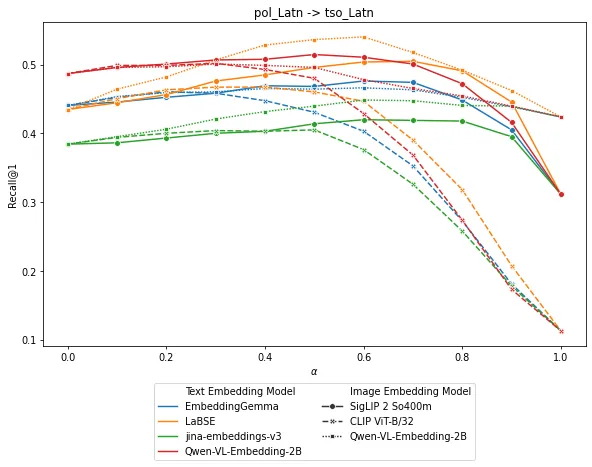 pol_Latn -> tso_Latn
Recall@1
0.5
0.4
0.3
0.2
0.1
0.0 0.2 0.4 0.6 0.8 1.0
α
Text Embedding Model Image Embedding Model
EmbeddingGemma SigLIP 2 So400m
LaBSE CLIP ViT-B/32
jina-embeddings-v3 Qwen-VL-Embedding-2B
Qwen-VL-Embedding-2B